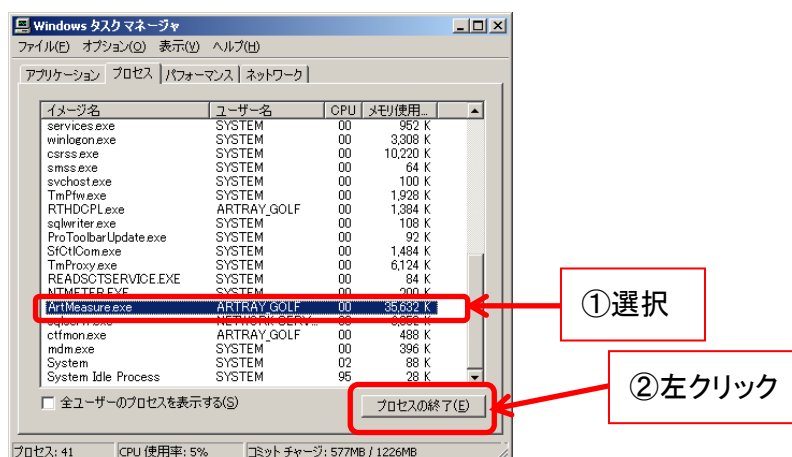 Windows タスク マネージャ
ファイル(F) オプション(O) 表示(V) ヘルプ(H)
アプリケーション プロセス パフォーマンス ネットワーク
イメージ名 ユーザー名 CPU メモリ使用...
services.exe SYSTEM 00 952 K
winlogon.exe SYSTEM 00 3,308 K
csrss.exe SYSTEM 00 10,220 K
smss.exe SYSTEM 00 64 K
svchost.exe SYSTEM 00 100 K
TmPfw.exe SYSTEM 00 1,928 K
RTHDCPL.exe ARTRAY_GOLF 00 1,384 K
sqlwriter.exe SYSTEM 00 108 K
ProToolbarUpdate.exe SYSTEM 00 92 K
SfCtlCom.exe SYSTEM 00 1,484 K
TmProxy.exe SYSTEM 00 6,124 K
READSCTSERVICE.EXE SYSTEM 00 84 K
NTMETER.EXE SYSTEM 00 200 K
ArtMeasure.exe ARTRAY_GOLF 00 35,632 K
①選択
ctfmon.exe ARTRAY_GOLF 00 488 K
mdm.exe SYSTEM 00 396 K
System SYSTEM 02 88 K
System Idle Process SYSTEM 95 28 K
②左クリック
全ユーザーのプロセスを表示する(S) プロセスの終了(E)
プロセス: 41 CPU 使用率: 5% コミット チャージ: 577MB / 1226MB